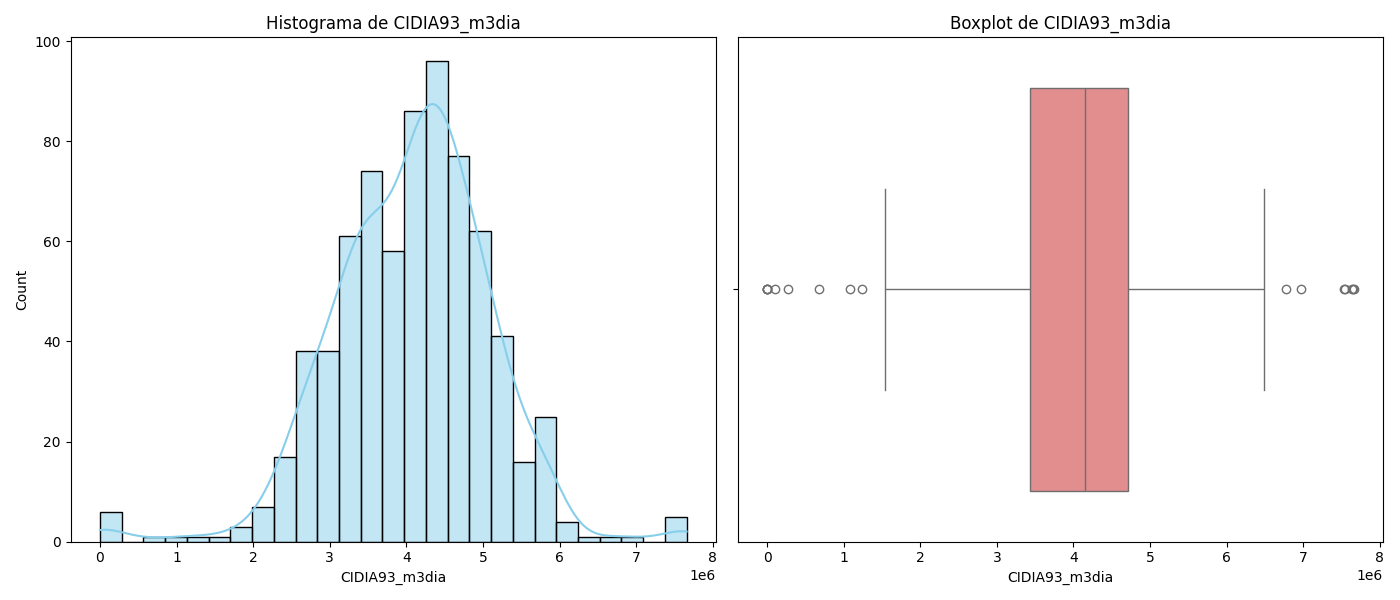 Histograma de CIDIA93_m3dia
100
80
60
40
20
0
Count
0 1 2 3 4 5 6 7 8
1e6
CIDIA93_m3dia
Boxplot de CIDIA93_m3dia
0 1 2 3 4 5 6 7 8
1e6
CIDIA93_m3dia